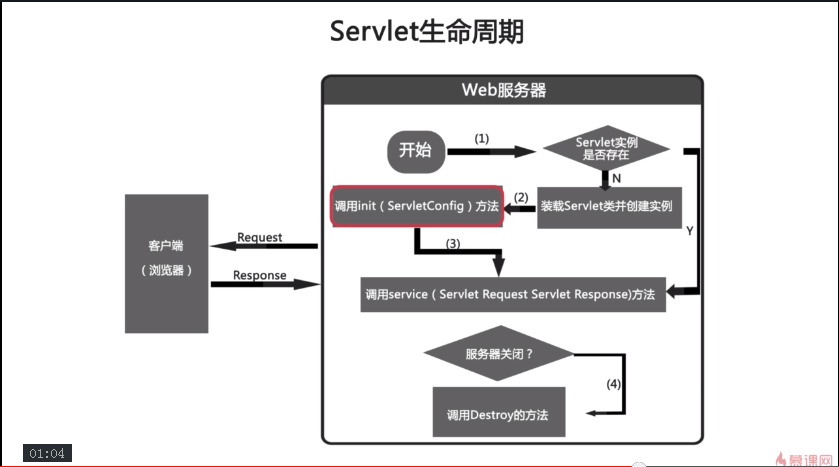 Servlet生命周期
Web服务器
开始
(1)
Servlet实例
是否存在
N
Y
装载Servlet类并创建实例
(2)
调用init（ServletConfig）方法
(3)
调用service（Servlet Request Servlet Response)方法
客户端
（浏览器）
Request
Response
服务器关闭？
(4)
调用Destroy的方法
01:04
慕课网